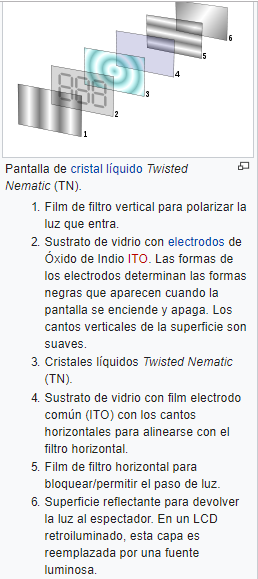 1
2
3
4
5
6
Pantalla de cristal líquido Twisted
Nematic (TN).
1. Film de filtro vertical para polarizar la
luz que entra.
2. Sustrato de vidrio con electrodos de
Óxido de Indio ITO. Las formas de
los electrodos determinan las formas
negras que aparecen cuando la
pantalla se enciende y apaga. Los
cantos verticales de la superficie son
suaves.
3. Cristales líquidos Twisted Nematic
(TN).
4. Sustrato de vidrio con film electrodo
común (ITO) con los cantos
horizontales para alinearse con el
filtro horizontal.
5. Film de filtro horizontal para
bloquear/permitir el paso de luz.
6. Superficie reflectante para devolver
la luz al espectador. En un LCD
retroiluminado, esta capa es
reemplazada por una fuente
luminosa.